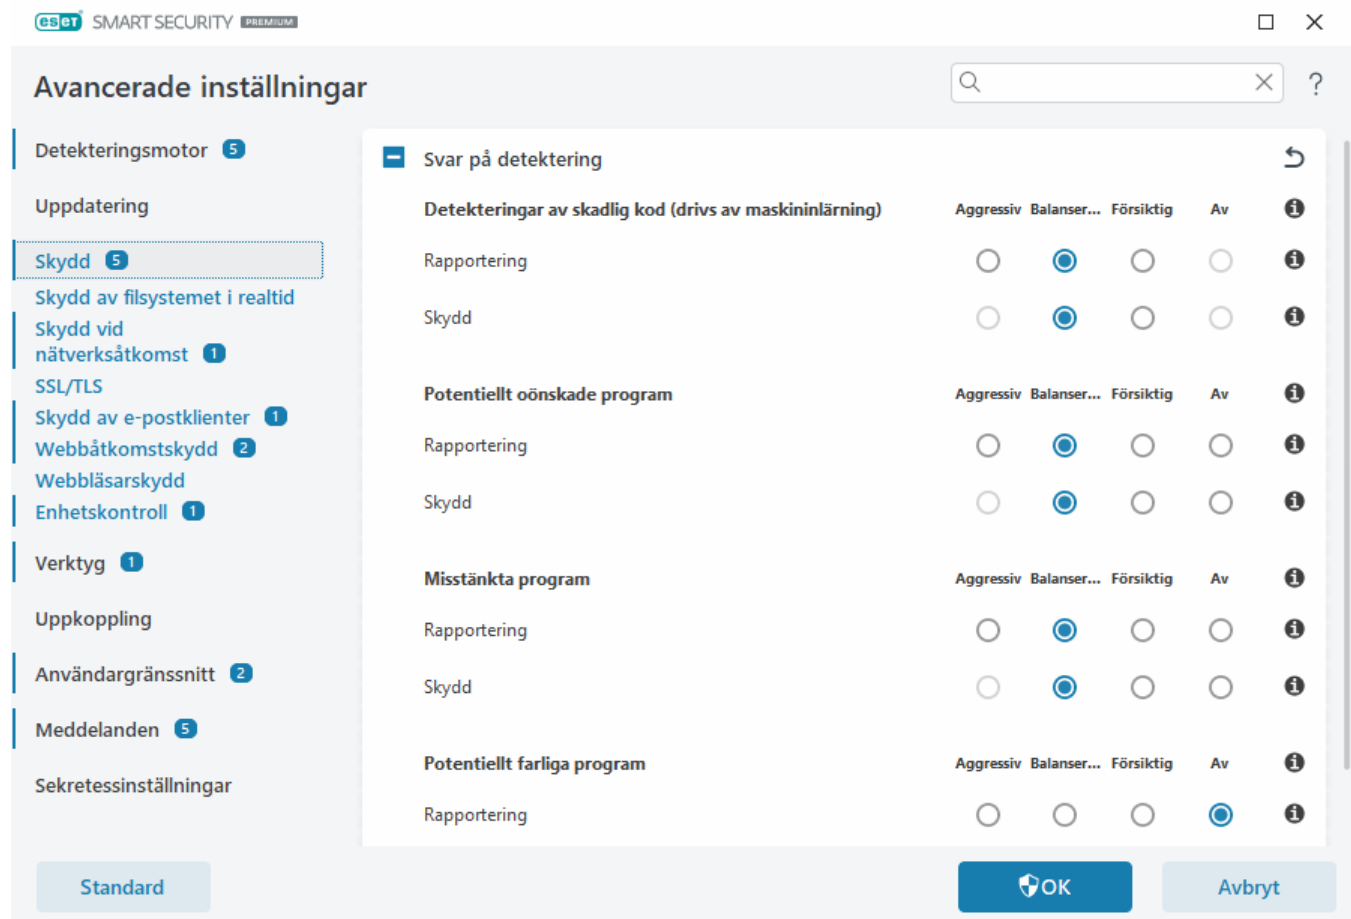 eset SMART SECURITY PREMIUM
Avancerade inställningar
?
Detekteringsmotor 5
Uppdatering
Skydd 5
Skydd av filsystemet i realtid
Skydd vid
nätverksåtkomst 1
SSL/TLS
Skydd av e-postklienter 1
Webbåtkomstskydd 2
Webbläsarskydd
Enhetskontroll 1
Verktyg 1
Uppkoppling
Användargränssnitt 2
Meddelanden 5
Sekretessinställningar
Svar på detektering
Detekteringar av skadlig kod (drivs av maskininlärning) Aggressiv Balanser... Försiktig Av
Rapportering
Skydd
Potentiellt oönskade program Aggressiv Balanser... Försiktig Av
Rapportering
Skydd
Misstänkta program Aggressiv Balanser... Försiktig Av
Rapportering
Skydd
Potentiellt farliga program Aggressiv Balanser... Försiktig Av
Rapportering
Standard
OK
Avbryt